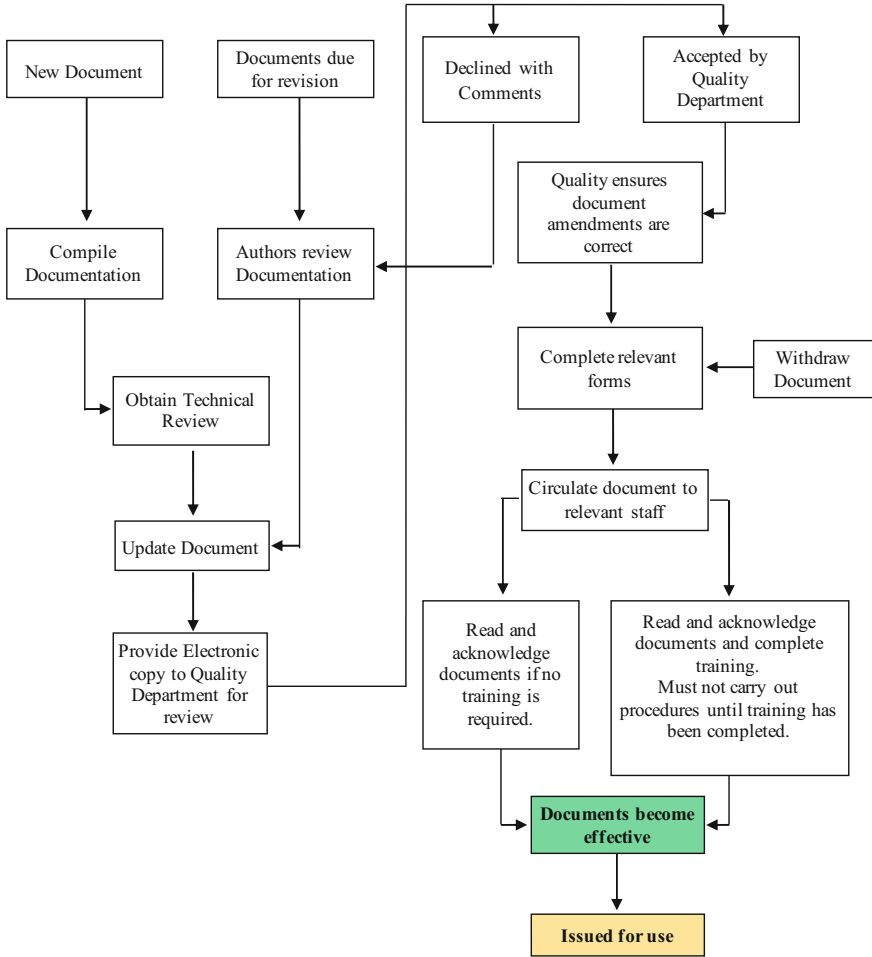 New Document
Documents due
for revision
Declined with
Comments
Accepted by
Quality
Department
Quality ensures
document
amendments are
correct
Compile
Documentation
Authors review
Documentation
Complete relevant
forms
Withdraw
Document
Obtain Technical
Review
Circulate document to
relevant staff
Update Document
Provide Electronic
copy to Quality
Department for
review
Read and
acknowledge
documents if no
training is
required.
Read and acknowledge
documents and complete
training.
Must not carry out
procedures until training has
been completed.
Documents become
effective
Issued for use